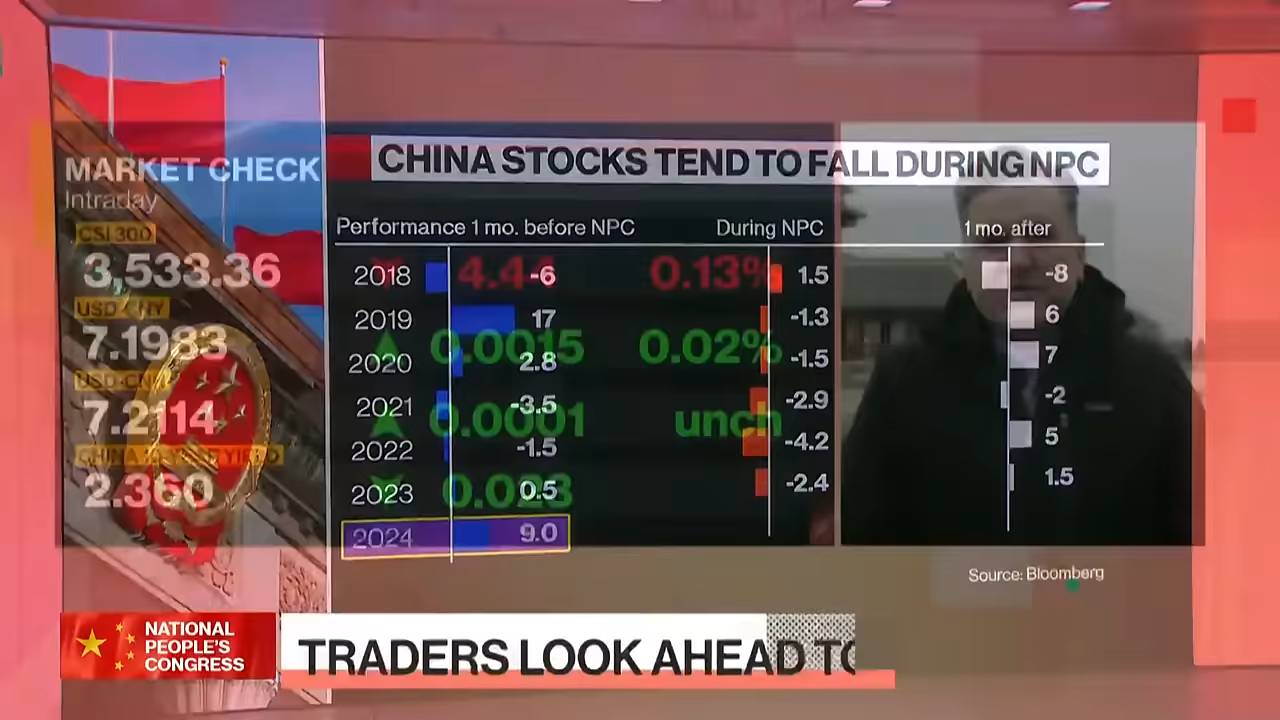 MARKET CHECK
Intraday
CSI 300
3,533.36
4.44
0.13%
USD-CNY
7.1983
0.0015
0.02%
7.2114
0.0001
unch
2.360
CHINA STOCKS TEND TO FALL DURING NPC
Performance 1 mo. before NPC
During NPC
1 mo. after
2018 -6 1.5 -8
2019 17 -1.3 6
2020 2.8 -1.5 7
2021 -3.5 -2.9 -2
2022 -1.5 -4.2 5
2023 0.5 -2.4 1.5
2024 9.0
Source: Bloomberg
NATIONAL
PEOPLE'S
CONGRESS
TRADERS LOOK AHEAD TO